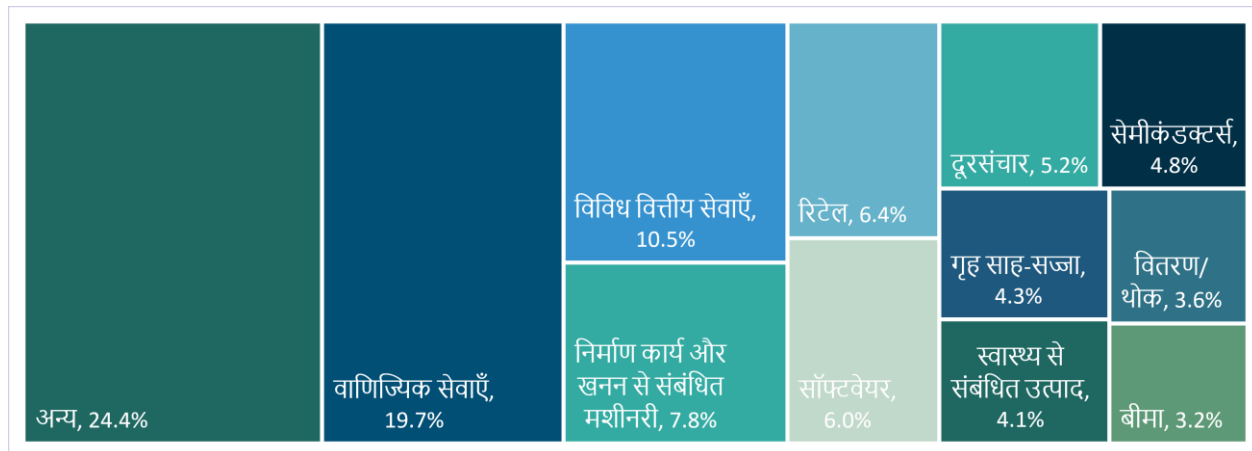 अन्य, 24.4%
वाणिज्यिक सेवाएँ,
19.7%
विविध वित्तीय सेवाएँ,
10.5%
निर्माण कार्य और
खनन से संबंधित
मशीनरी, 7.8%
रिटेल, 6.4%
सॉफ्टवेयर,
6.0%
दूरसंचार, 5.2%
सेमीकंडक्टर्स,
4.8%
गृह साह-सज्जा,
4.3%
वितरण/
थोक, 3.6%
स्वास्थ्य से
संबंधित उत्पाद,
4.1%
बीमा, 3.2%